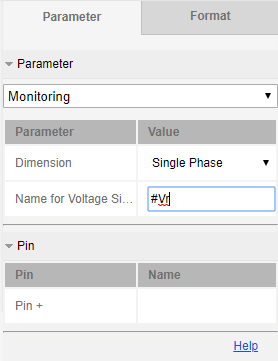 Parameter Format
Parameter
Monitoring
Parameter Value
Dimension Single Phase
Name for Voltage Si... #Vr
Pin
Pin Name
Pin +
Help